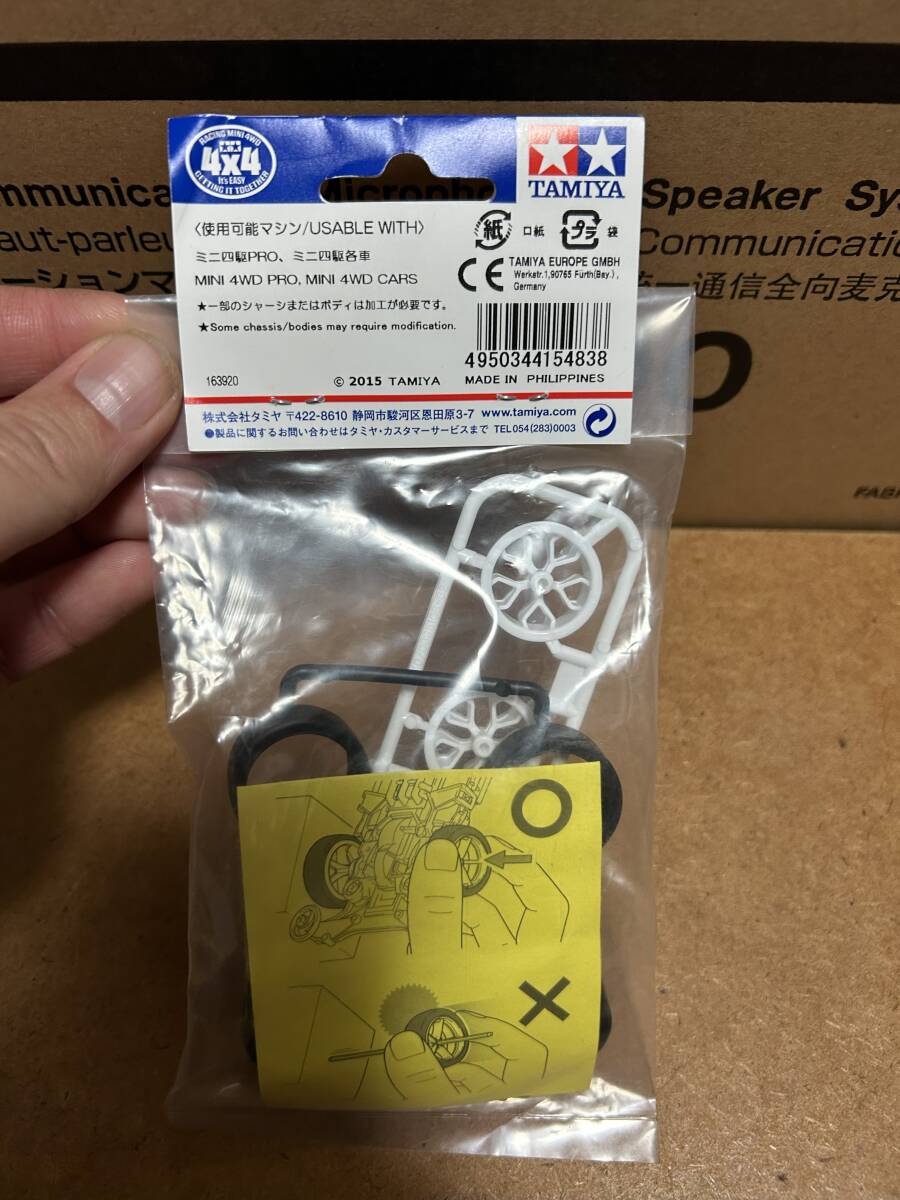 RACING MINI 4WD
4x4
It's EASY
GETTING IT TOGETHER
TAMIYA
〈使用可能マシン/USABLE WITH〉
ミニ四駆PRO、ミニ四駆各車
MINI 4WD PRO, MINI 4WD CARS
★一部のシャーシまたはボディは加工が必要です。
★Some chassis/bodies may require modification.
紙 口紙 プラ 袋
CE TAMIYA EUROPE GMBH
Werkstr.1,90765 Fürth(Bay.),
Germany
4950344154838
163920 © 2015 TAMIYA MADE IN PHILIPPINES
株式会社タミヤ 〒422-8610 静岡市駿河区恩田原3-7 www.tamiya.com
●製品に関するお問い合わせはタミヤ・カスタマーサービスまで TEL054(283)0003
mmunica Micropho Speaker Sys
aut-parleu Communication
ーションマ 通信全向麦克
O
FABR